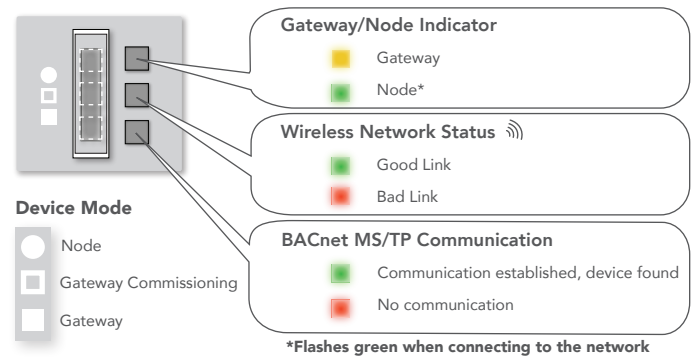 Gateway/Node Indicator
Gateway
Node*
Wireless Network Status
Good Link
Bad Link
Device Mode
Node
Gateway Commissioning
Gateway
BACnet MS/TP Communication
Communication established, device found
No communication
*Flashes green when connecting to the network